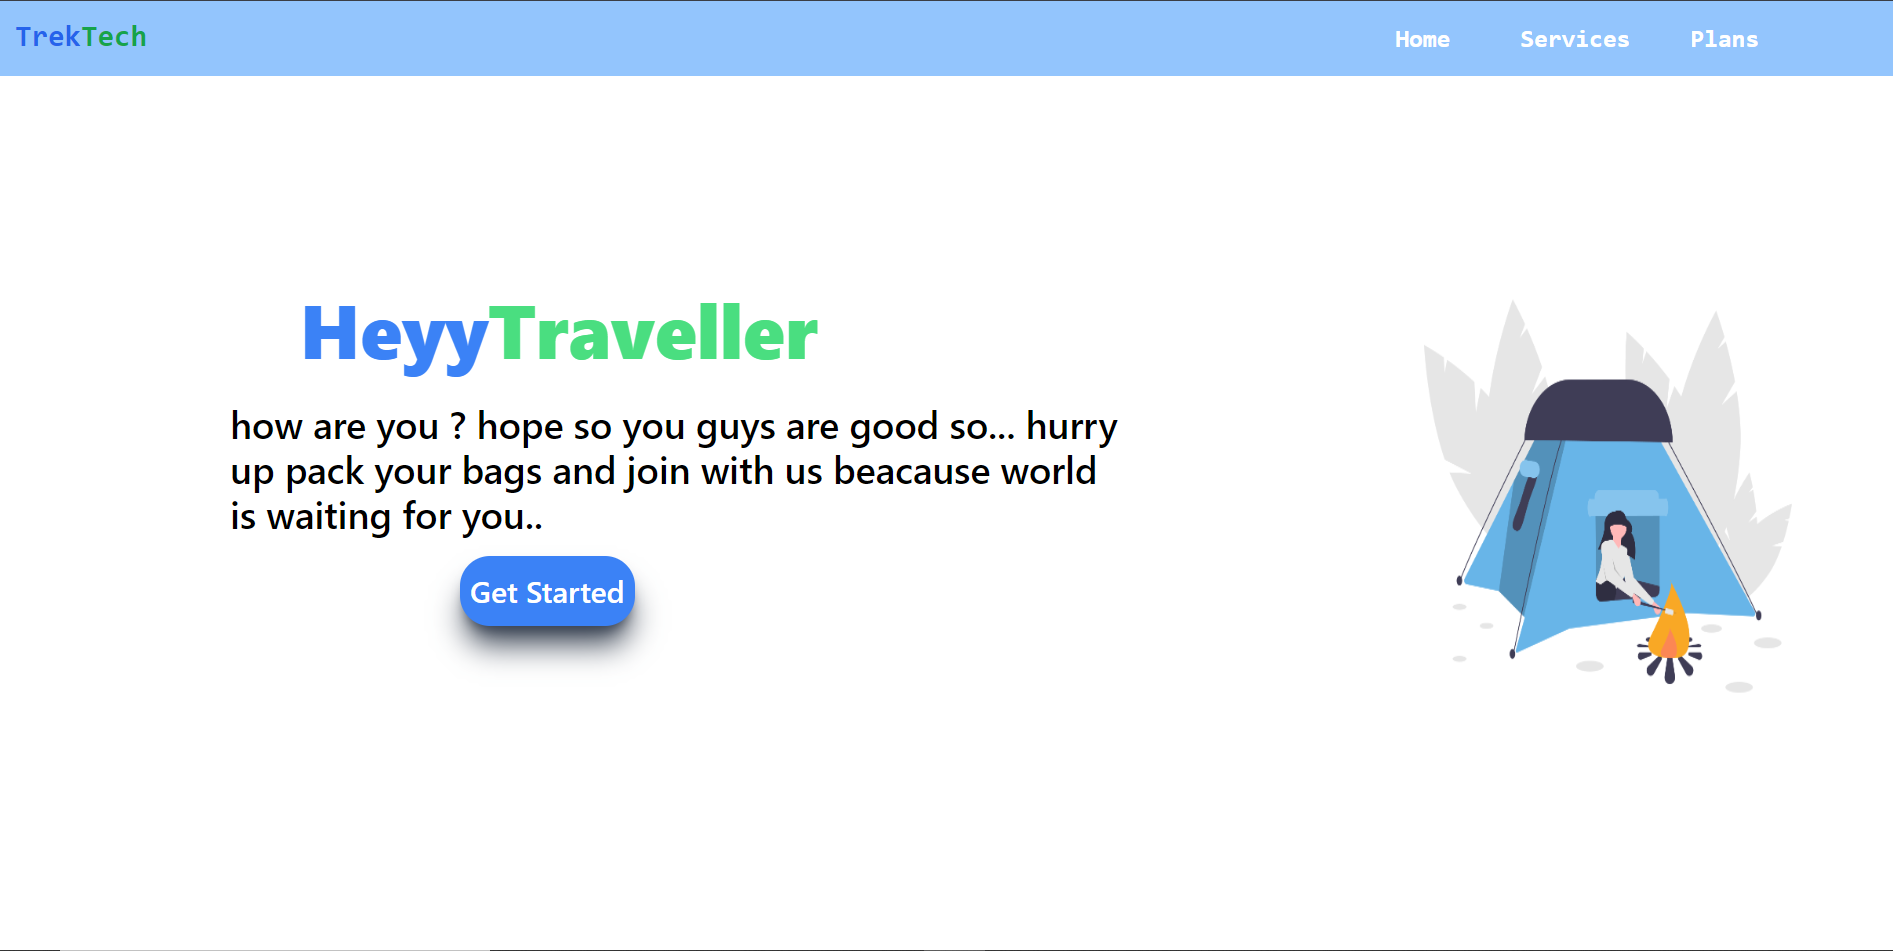 TrekTech
Home Services Plans
HeyyTraveller
how are you ? hope so you guys are good so... hurry
up pack your bags and join with us beacause world
is waiting for you..
Get Started